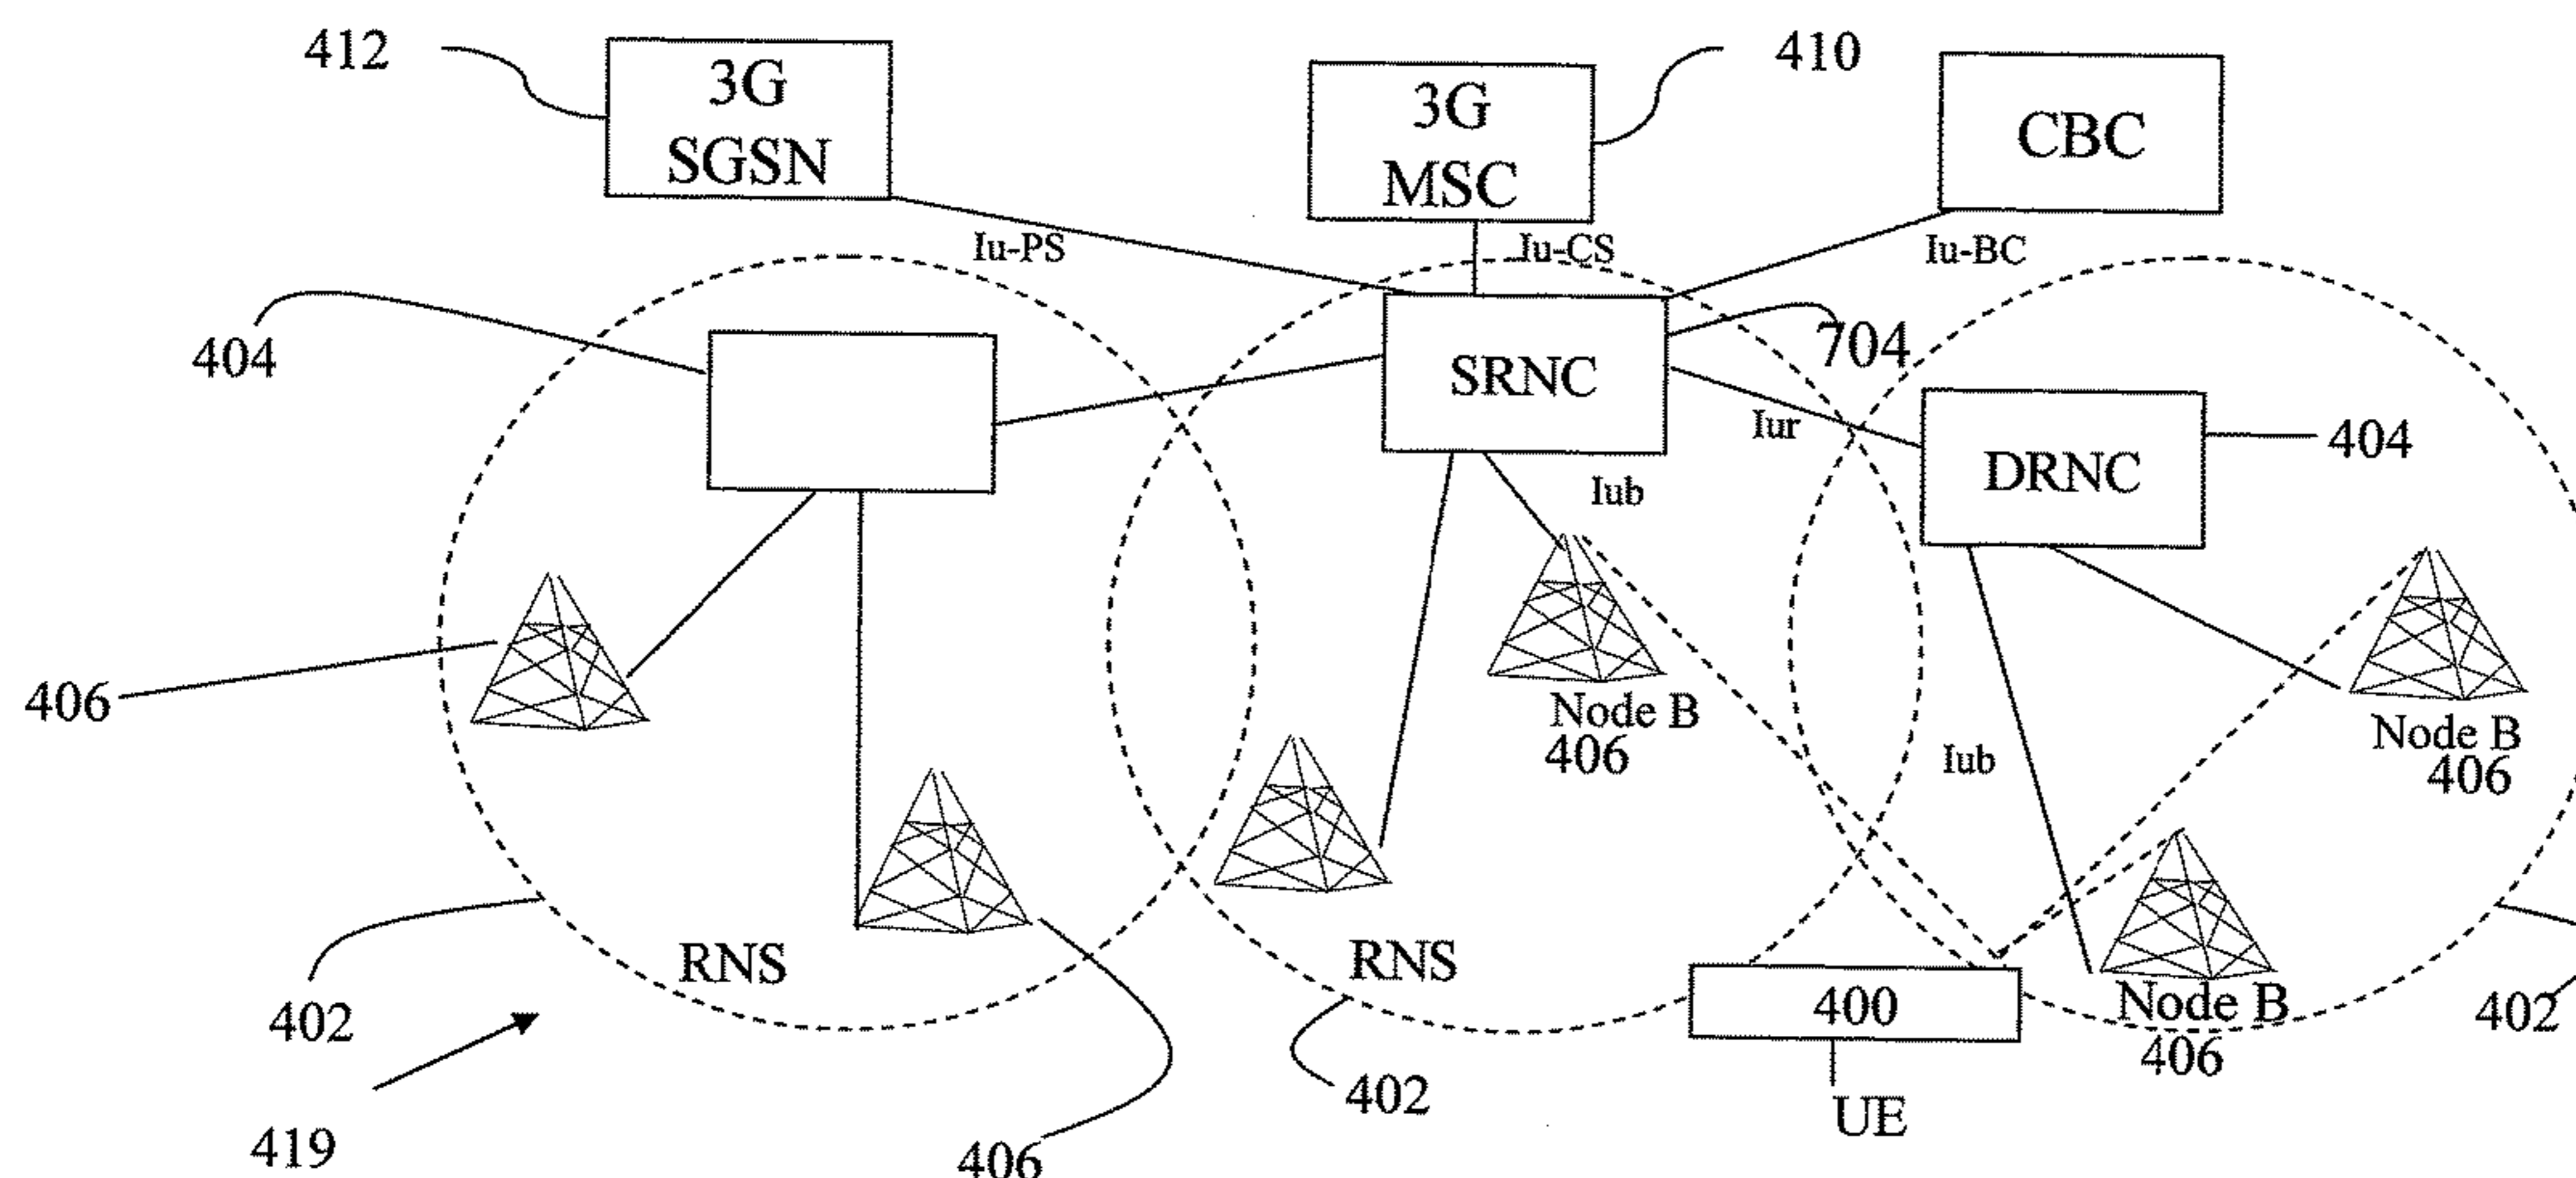 412
3G
SGSN
3G
MSC
410
CBC
Iu-PS
Iu-CS
Iu-BC
404
SRNC
704
Iur
DRNC
404
Iub
406
Node B
406
Iub
Node B
406
RNS
RNS
402
402
400
Node B
406
402
UE
419
406